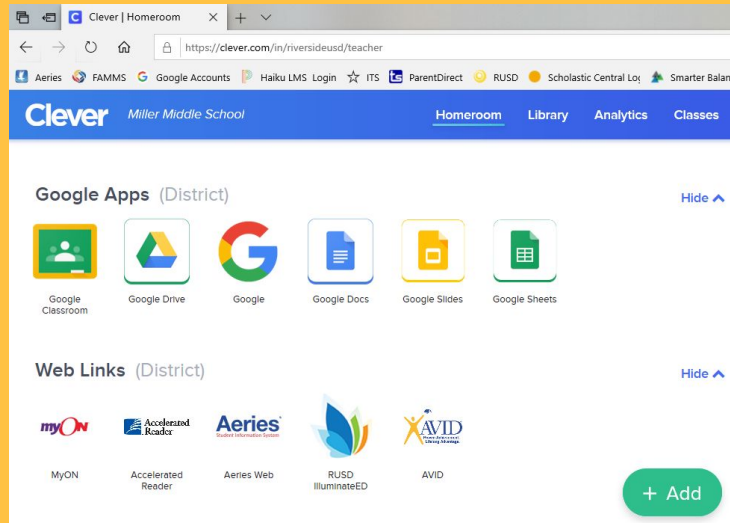 Clever | Homeroom
https://clever.com/in/riversideusd/teacher
Aeries FAMMS Google Accounts Haiku LMS Login ITS ParentDirect RUSD Scholastic Central Smarter Balan
Clever Miller Middle School Homeroom Library Analytics Classes
Google Apps (District) Hide
Google Classroom
Google Drive
Google
Google Docs
Google Slides
Google Sheets
Web Links (District) Hide
myON
Accelerated
Reader
Aeries
Student Information System
AVID
MyON
Accelerated
Reader
Aeries Web
RUSD
IlluminateED
AVID
+ Add